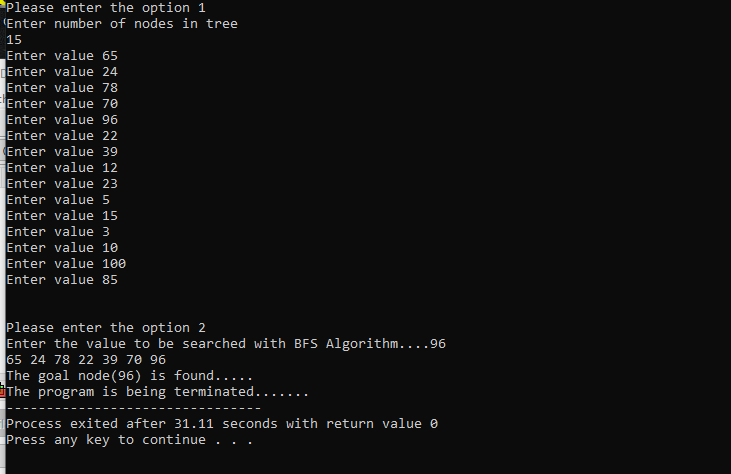 Please enter the option 1
Enter number of nodes in tree
15
Enter value 65
Enter value 24
Enter value 78
Enter value 70
Enter value 96
Enter value 22
Enter value 39
Enter value 12
Enter value 23
Enter value 5
Enter value 15
Enter value 3
Enter value 10
Enter value 100
Enter value 85
Please enter the option 2
Enter the value to be searched with BFS Algorithm....96
65 24 78 22 39 70 96
The goal node(96) is found.....
The program is being terminated.......
--------------------------------
Process exited after 31.11 seconds with return value 0
Press any key to continue . . .